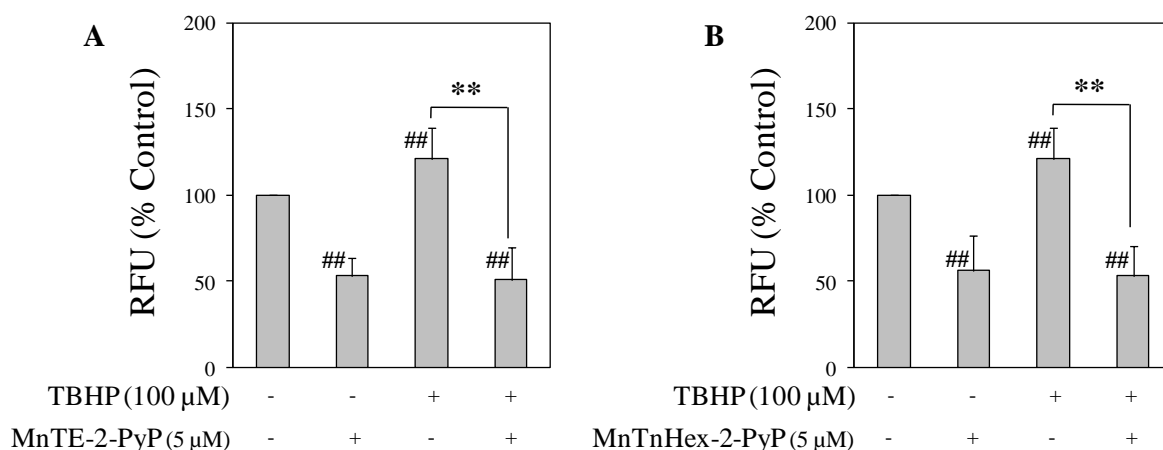 A
RFU (% Control)
200
150
100
50
0
**
##
##
##
TBHP (100 µM) - - + +
MnTE-2-PyP (5 µM) - + - +
B
RFU (% Control)
200
150
100
50
0
**
##
##
##
TBHP (100 µM) - - + +
MnTnHex-2-PyP (5 µM) - + - +